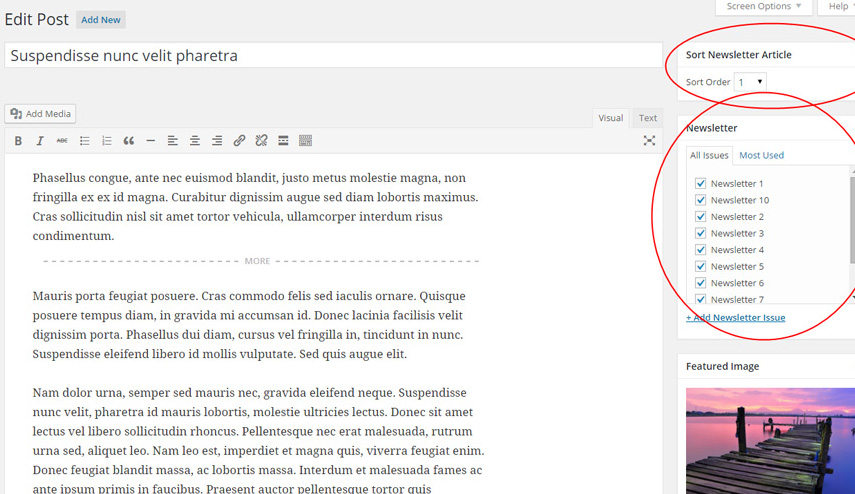 Screen Options
Help
Edit Post
Add New
Suspendisse nunc velit pharetra
Add Media
Visual
Text
B I ABC
Phasellus congue, ante nec euismod blandit, justo metus molestie magna, non
fringilla ex ex id magna. Curabitur dignissim augue sed diam lobortis maximus.
Cras sollicitudin nisl sit amet tortor vehicula, ullamcorper interdum risus
condimentum.
MORE
Mauris porta feugiat posuere. Cras commodo felis sed iaculis ornare. Quisque
posuere tempus diam, in gravida mi accumsan id. Donec lacinia facilisis velit
dignissim porta. Phasellus dui diam, cursus vel fringilla in, tincidunt in nunc.
Suspendisse eleifend libero id mollis vulputate. Sed quis augue elit.
Nam dolor urna, semper sed mauris nec, gravida eleifend neque. Suspendisse
nunc velit, pharetra id mauris lobortis, molestie ultricies lectus. Donec sit amet
lectus vel libero sollicitudin rhoncus. Pellentesque nec erat malesuada, rutrum
urna sed, aliquet leo. Nam leo est, imperdiet et magna quis, viverra feugiat enim.
Donec feugiat blandit massa, ac lobortis massa. Interdum et malesuada fames ac
ante ipsum primis in faucibus. Praesent auctor pellentesque tortor quis
Sort Newsletter Article
Sort Order 1
Newsletter
All Issues
Most Used
Newsletter 1
Newsletter 10
Newsletter 2
Newsletter 3
Newsletter 4
Newsletter 5
Newsletter 6
Newsletter 7
+ Add Newsletter Issue
Featured Image